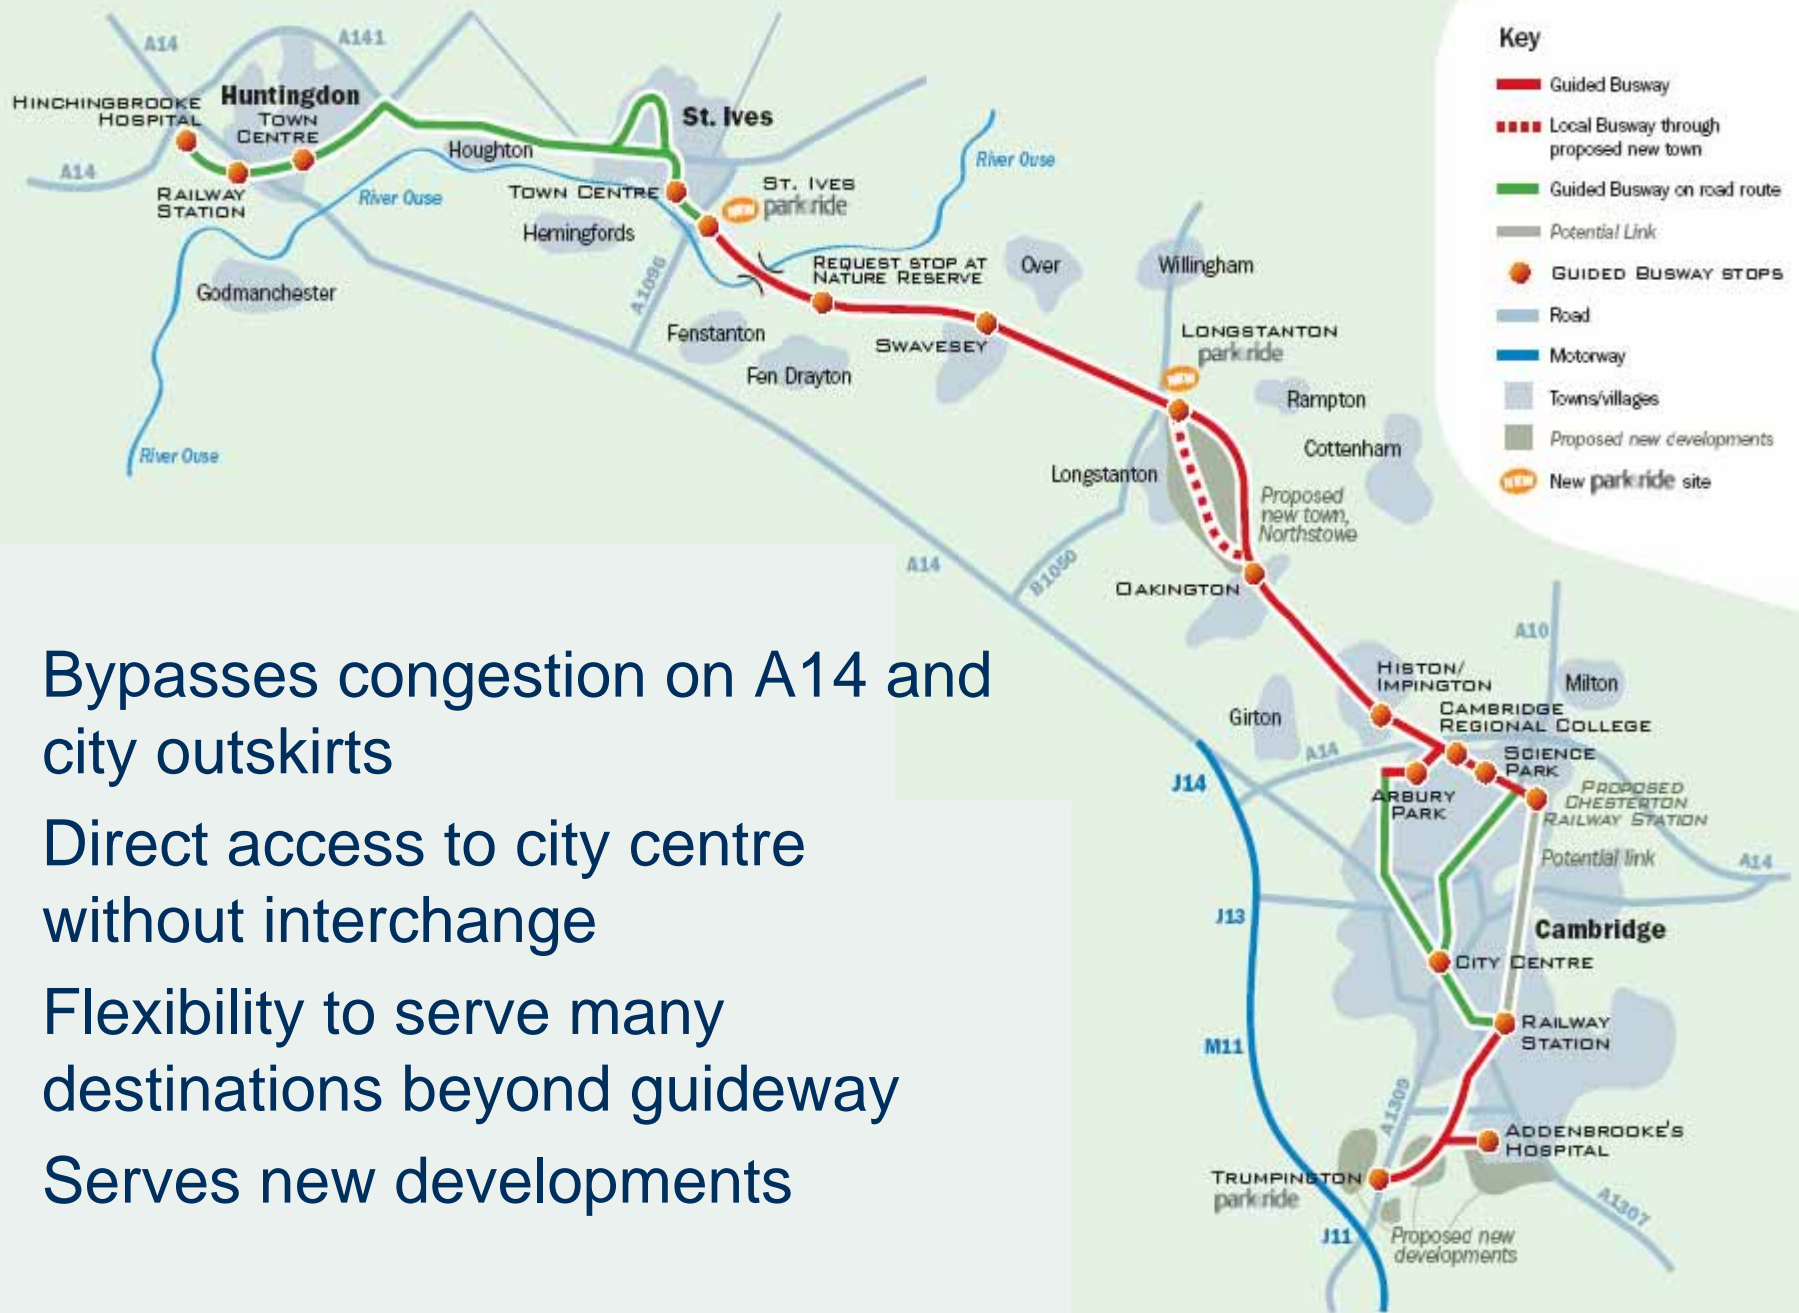 A14
A141
HINCHINGBROOKE
HOSPITAL
Huntingdon
TOWN
CENTRE
A14
RAILWAY
STATION
Houghton
River Ouse
Godmanchester
River Ouse
St. Ives
TOWN CENTRE
ST. IVES
NEW park:ride
Hemingfords
River Ouse
A1096
REQUEST STOP AT
NATURE RESERVE
Over
Willingham
Fenstanton
SWAVESEY
Fen Drayton
LONGSTANTON
park:ride
NEW
Rampton
Cottenham
Longstanton
Proposed
new town,
Northstowe
A14
B1050
OAKINGTON
A10
HISTON/
IMPINGTON
Milton
Girton
CAMBRIDGE
REGIONAL COLLEGE
A14
SCIENCE
PARK
J14
ARBURY
PARK
PROPOSED
CHESTERTON
RAILWAY STATION
Potential link
A14
J13
Cambridge
CITY CENTRE
RAILWAY
STATION
M11
A1309
ADDENBROOKE'S
HOSPITAL
TRUMPINGTON
park:ride
A1307
J11
Proposed new
developments
Key
Guided Busway
Local Busway through
proposed new town
Guided Busway on road route
Potential Link
GUIDED BUSWAY STOPS
Road
Motorway
Towns/villages
Proposed new developments
NEW New park:ride site
Bypasses congestion on A14 and
city outskirts
Direct access to city centre
without interchange
Flexibility to serve many
destinations beyond guideway
Serves new developments